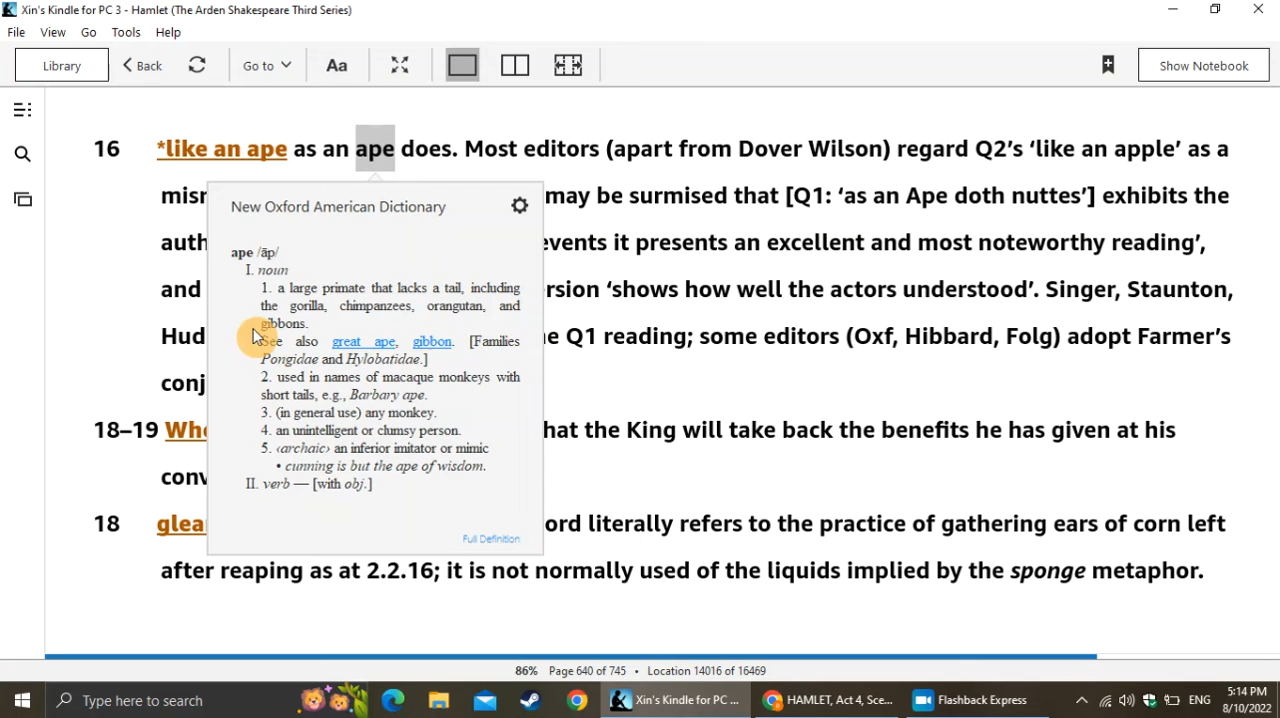 Xin's Kindle for PC 3 - Hamlet (The Arden Shakespeare Third Series)
File View Go Tools Help
Library Back Go to Aa Show Notebook
16 *like an ape as an ape does. Most editors (apart from Dover Wilson) regard Q2's 'like an apple' as a
may be surmised that [Q1: 'as an Ape doth nuttes'] exhibits the
events it presents an excellent and most noteworthy reading',
and 'shows how well the actors understood'. Singer, Staunton,
Q1 reading; some editors (Oxf, Hibbard, Folg) adopt Farmer's
18–19 that the King will take back the benefits he has given at his
18 literally refers to the practice of gathering ears of corn left
after reaping as at 2.2.16; it is not normally used of the liquids implied by the sponge metaphor.
New Oxford American Dictionary
ape /āp/
I. noun
1. a large primate that lacks a tail, including
the gorilla, chimpanzees, orangutan, and
gibbons.
See also great ape, gibbon. [Families
Pongidae and Hylobatidae.]
2. used in names of macaque monkeys with
short tails, e.g., Barbary ape.
3. (in general use) any monkey.
4. an unintelligent or clumsy person.
5. ‹archaic› an inferior imitator or mimic
• cunning is but the ape of wisdom.
II. verb — [with obj.]
Full Definition
86% Page 640 of 745 • Location 14016 of 16469
Type here to search Xin's Kindle for PC ... HAMLET, Act 4, Sce... Flashback Express ENG 5:14 PM
8/10/2022